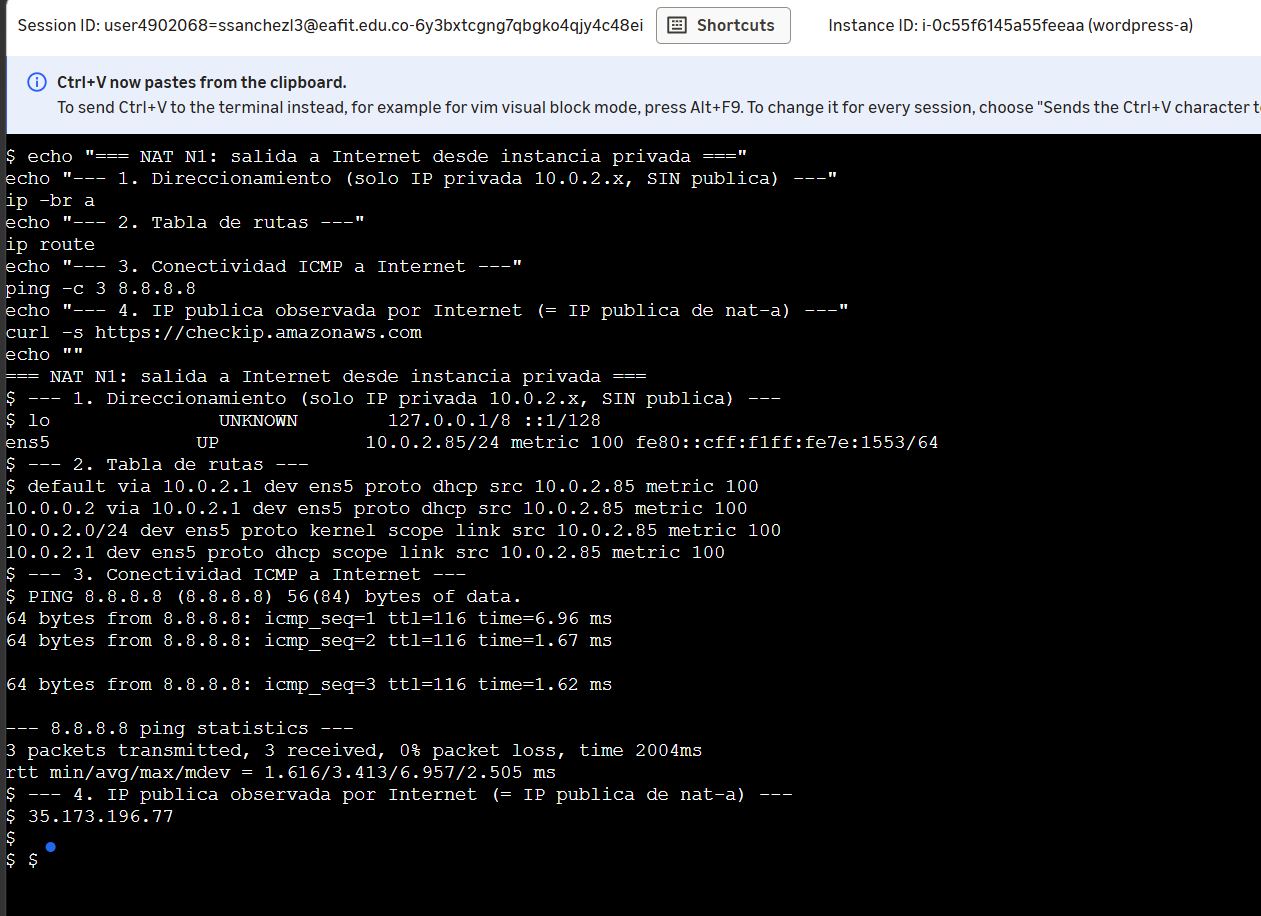 Session ID: user4902068=ssanchezl3@eafit.edu.co-6y3bxtcgng7qbgko4qjy4c48ei Shortcuts Instance ID: i-0c55f6145a55feeaa (wordpress-a)
Ctrl+V now pastes from the clipboard.
To send Ctrl+V to the terminal instead, for example for vim visual block mode, press Alt+F9. To change it for every session, choose "Sends the Ctrl+V character
$ echo "=== NAT N1: salida a Internet desde instancia privada ==="
echo "--- 1. Direccionamiento (solo IP privada 10.0.2.x, SIN publica) ---"
ip -br a
echo "--- 2. Tabla de rutas ---"
ip route
echo "--- 3. Conectividad ICMP a Internet ---"
ping -c 3 8.8.8.8
echo "--- 4. IP publica observada por Internet (= IP publica de nat-a) ---"
curl -s https://checkip.amazonaws.com
echo ""
=== NAT N1: salida a Internet desde instancia privada ===
$ --- 1. Direccionamiento (solo IP privada 10.0.2.x, SIN publica) ---
$ lo UNKNOWN 127.0.0.1/8 ::1/128
ens5 UP 10.0.2.85/24 metric 100 fe80::cff:f1ff:fe7e:1553/64
$ --- 2. Tabla de rutas ---
$ default via 10.0.2.1 dev ens5 proto dhcp src 10.0.2.85 metric 100
10.0.0.2 via 10.0.2.1 dev ens5 proto dhcp src 10.0.2.85 metric 100
10.0.2.0/24 dev ens5 proto kernel scope link src 10.0.2.85 metric 100
10.0.2.1 dev ens5 proto dhcp scope link src 10.0.2.85 metric 100
$ --- 3. Conectividad ICMP a Internet ---
$ PING 8.8.8.8 (8.8.8.8) 56(84) bytes of data.
64 bytes from 8.8.8.8: icmp_seq=1 ttl=116 time=6.96 ms
64 bytes from 8.8.8.8: icmp_seq=2 ttl=116 time=1.67 ms
64 bytes from 8.8.8.8: icmp_seq=3 ttl=116 time=1.62 ms
--- 8.8.8.8 ping statistics ---
3 packets transmitted, 3 received, 0% packet loss, time 2004ms
rtt min/avg/max/mdev = 1.616/3.413/6.957/2.505 ms
$ --- 4. IP publica observada por Internet (= IP publica de nat-a) ---
$ 35.173.196.77
$
$ $